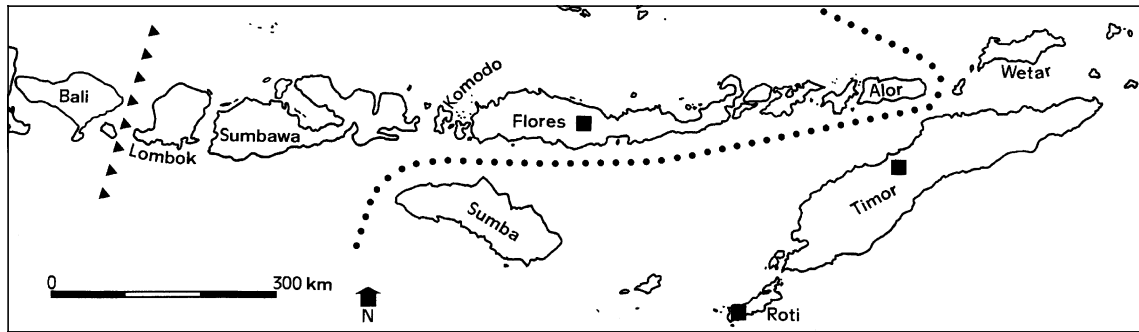 Bali
Lombok
Sumbawa
Komodo
Flores
Alor
Wetar
Sumba
Timor
Roti
0 300 km
N